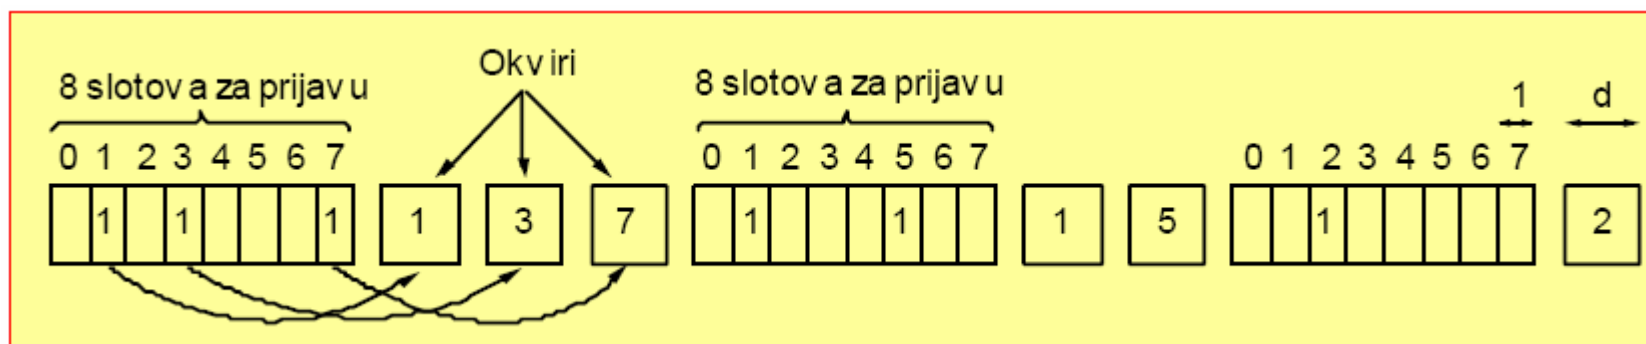 Okviri
8 slotova za prijavu
8 slotova za prijavu
1 d
0 1 2 3 4 5 6 7
0 1 2 3 4 5 6 7
0 1 2 3 4 5 6 7
1 1 1 1 3 7 1 1 1 5 1 2